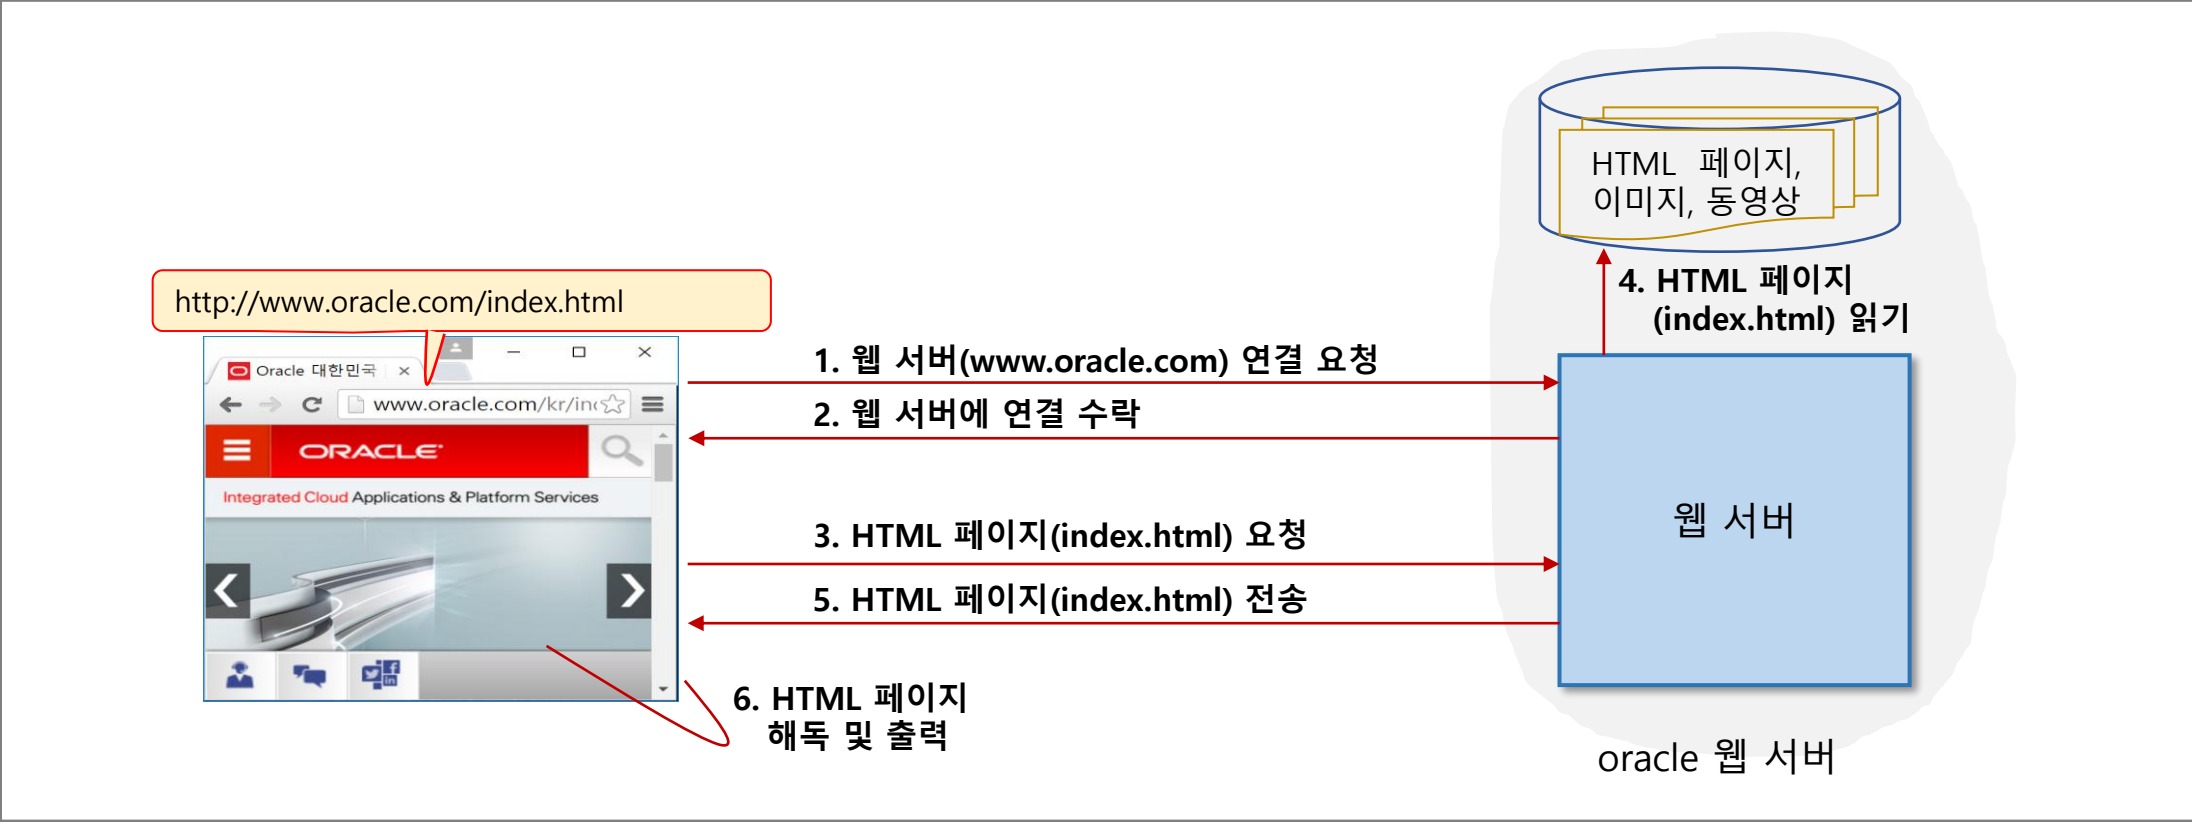 HTML 페이지,
이미지, 동영상
http://www.oracle.com/index.html
4. HTML 페이지
(index.html) 읽기
Oracle 대한민국
1. 웹 서버(www.oracle.com) 연결 요청
www.oracle.com/kr/in
2. 웹 서버에 연결 수락
ORACLE
Integrated Cloud Applications & Platform Services
웹 서버
3. HTML 페이지(index.html) 요청
5. HTML 페이지(index.html) 전송
6. HTML 페이지
해독 및 출력
oracle 웹 서버